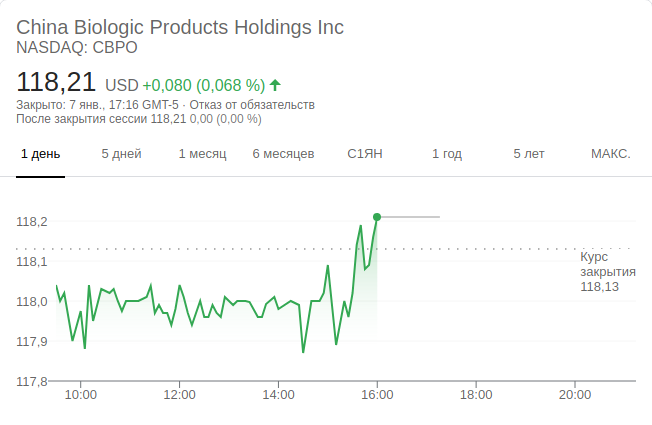 China Biologic Products Holdings Inc
NASDAQ: CBPO
118,21 USD +0,080 (0,068 %)
Закрыто: 7 янв., 17:16 GMT-5 · Отказ от обязательств
После закрытия сессии 118,21 0,00 (0,00 %)
1 день 5 дней 1 месяц 6 месяцев С1ЯН 1 год 5 лет МАКС.
118,2
118,1
118,0
117,9
117,8
Курс
закрытия
118,13
10:00 12:00 14:00 16:00 18:00 20:00